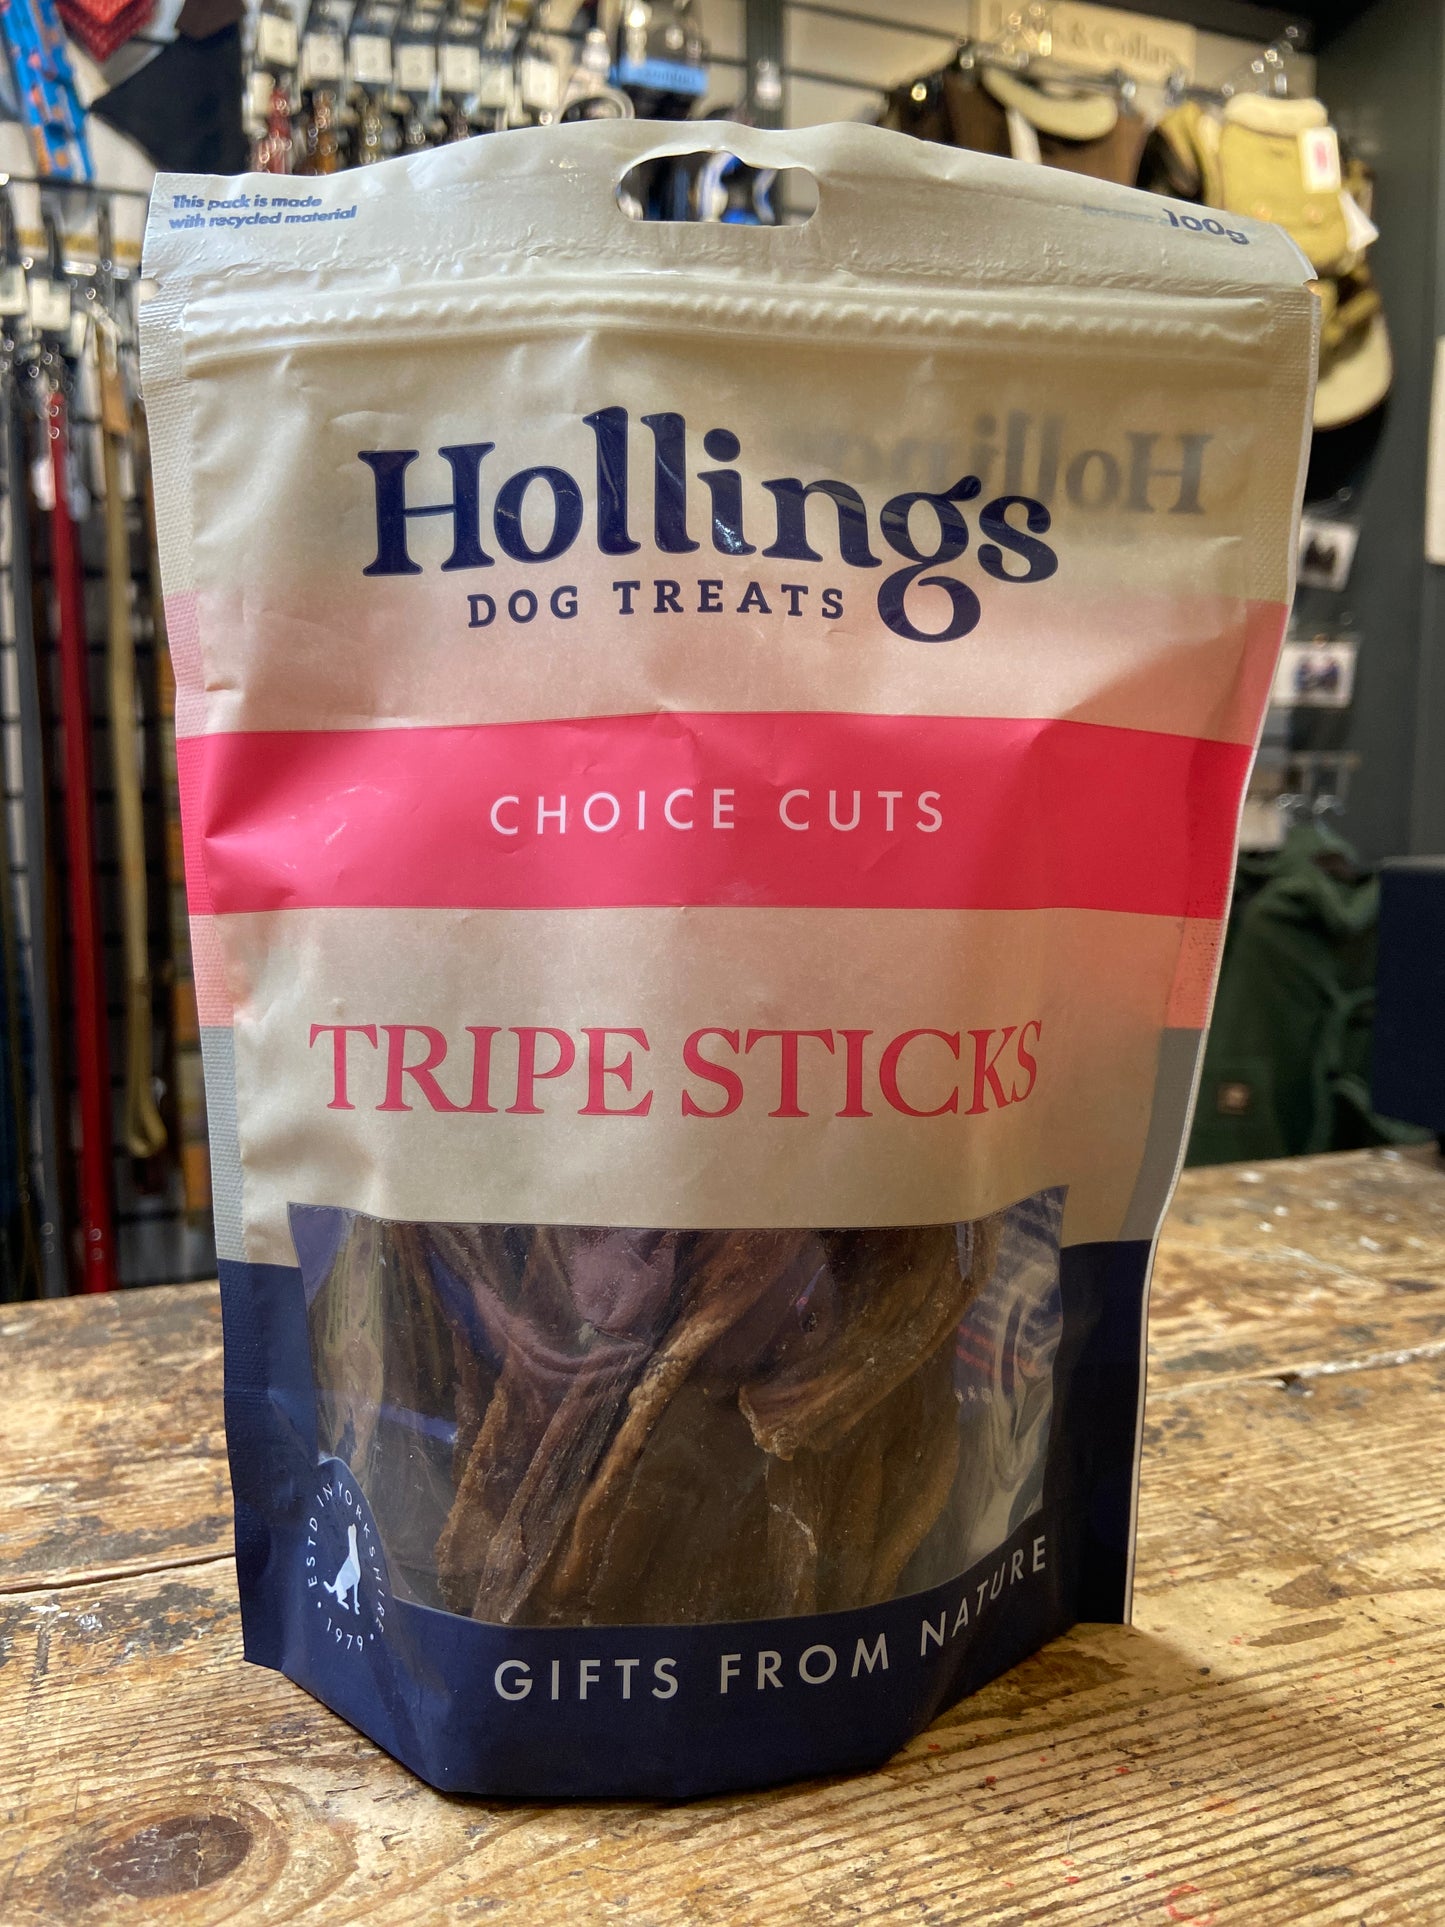 This pack is made
with recycled material
100g
Hollings
DOG TREATS
CHOICE CUTS
TRIPE STICKS
ESTD IN YORKSHIRE
· 1979 ·
GIFTS FROM NATURE